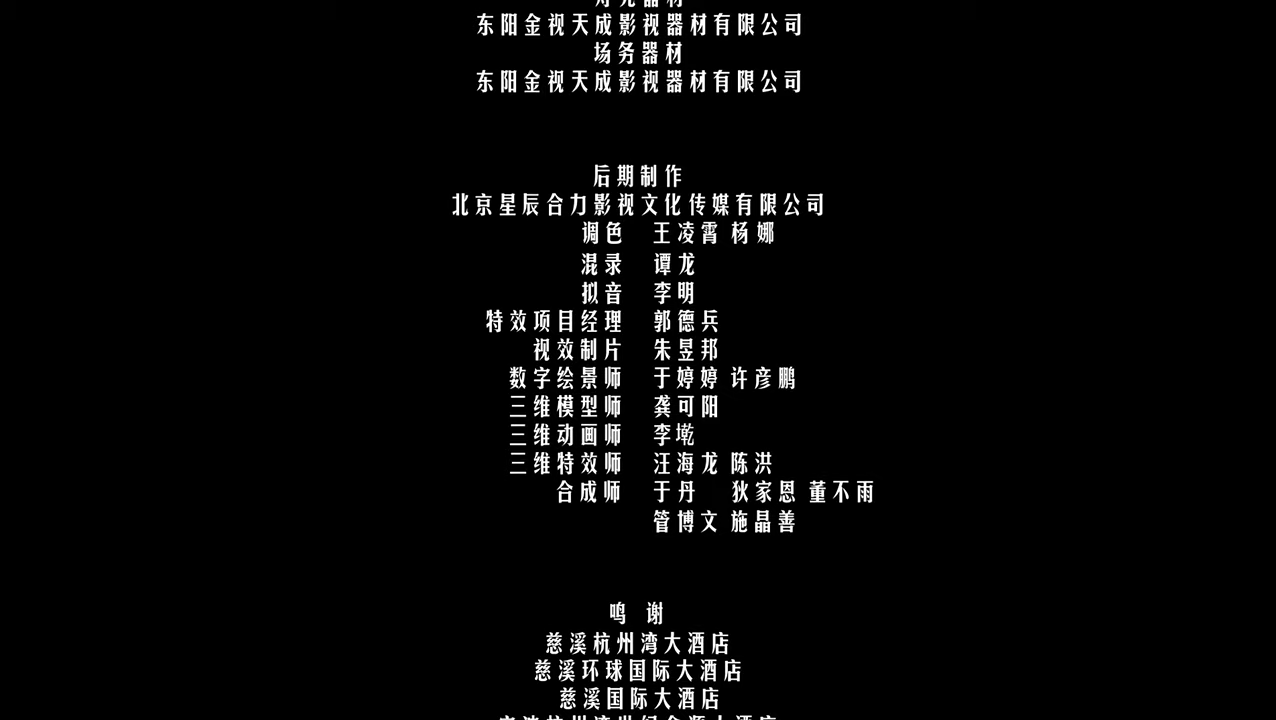 灯光器材
东阳金视天成影视器材有限公司
场务器材
东阳金视天成影视器材有限公司
后期制作
北京星辰合力影视文化传媒有限公司
调色 王凌霄 杨娜
混录 谭龙
拟音 李明
特效项目经理 郭德兵
视效制片 朱昱邦
数字绘景师 于婷婷 许彦鹏
三维模型师 龚可阳
三维动画师 李墘
三维特效师 汪海龙 陈洪
合成师 于丹 狄家恩 董不雨
管博文 施晶善
鸣 谢
慈溪杭州湾大酒店
慈溪环球国际大酒店
慈溪国际大酒店